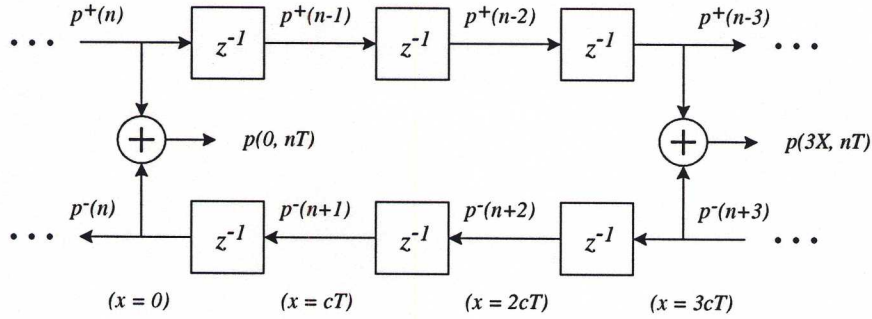 p⁺(n) p⁺(n-1) p⁺(n-2) p⁺(n-3)
• • • z⁻¹ z⁻¹ z⁻¹ • • •
+ p(0, nT) + p(3X, nT)
p⁻(n) p⁻(n+1) p⁻(n+2) p⁻(n+3)
• • • z⁻¹ z⁻¹ z⁻¹ • • •
(x = 0) (x = cT) (x = 2cT) (x = 3cT)